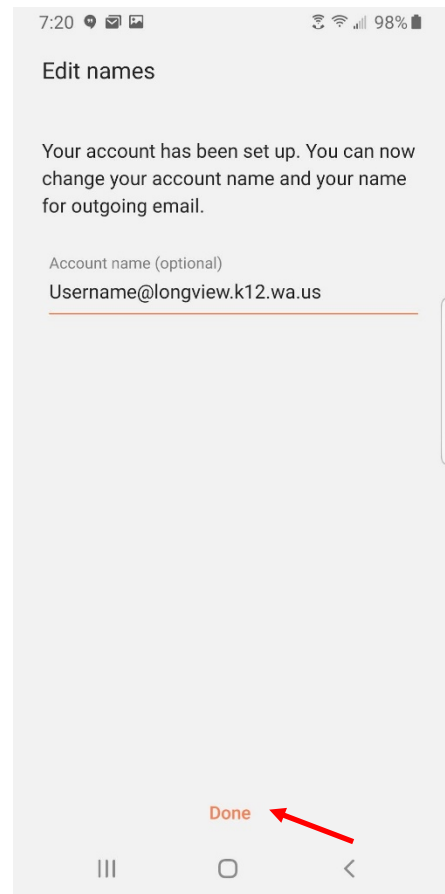 7:20 98%
Edit names
Your account has been set up. You can now
change your account name and your name
for outgoing email.
Account name (optional)
Username@longview.k12.wa.us
Done